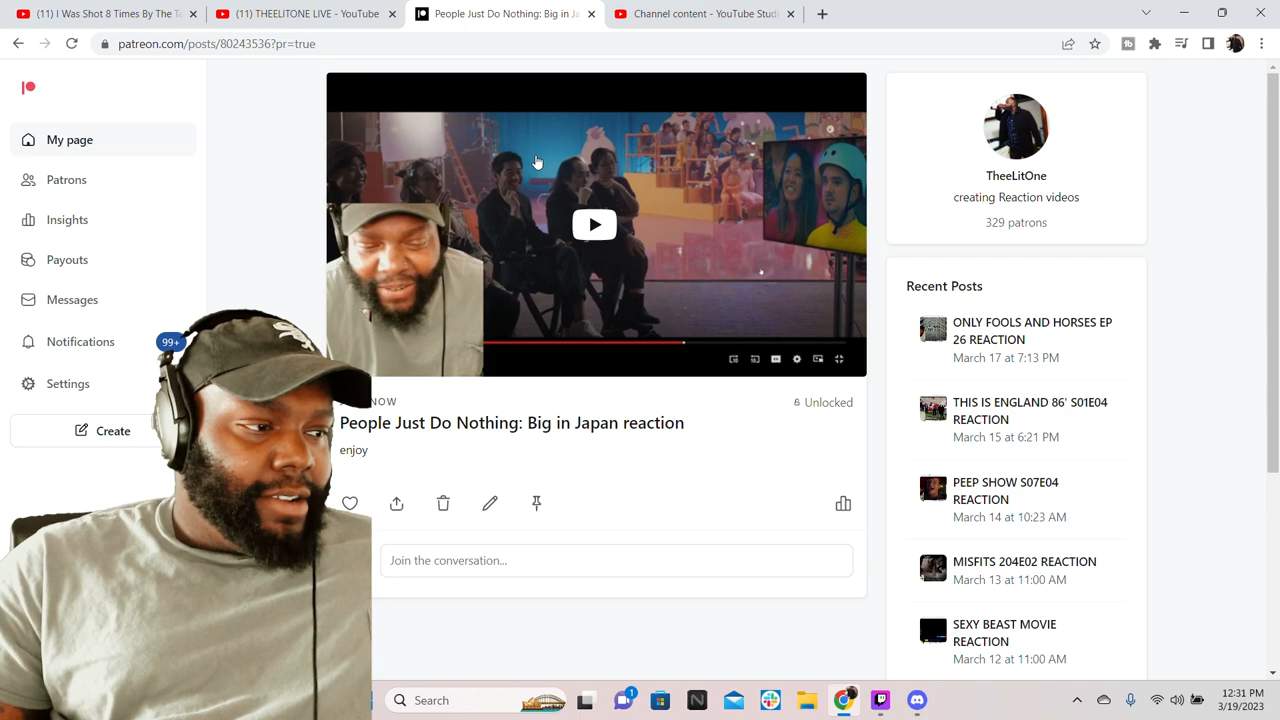 (11) I Was Shot 8 Times By The Te
(11) THEELITONE LIVE - YouTube
People Just Do Nothing: Big in Ja
Channel content - YouTube Studi
patreon.com/posts/80243536?pr=true
My page
Patrons
Insights
Payouts
Messages
Notifications
99+
Settings
Create
NOW
Unlocked
People Just Do Nothing: Big in Japan reaction
enjoy
Join the conversation...
TheeLitOne
creating Reaction videos
329 patrons
Recent Posts
ONLY FOOLS AND HORSES EP
26 REACTION
March 17 at 7:13 PM
THIS IS ENGLAND 86' S01E04
REACTION
March 15 at 6:21 PM
PEEP SHOW S07E04
REACTION
March 14 at 10:23 AM
MISFITS 204E02 REACTION
March 13 at 11:00 AM
SEXY BEAST MOVIE
REACTION
March 12 at 11:00 AM
Search
1
12:31 PM
3/19/2023